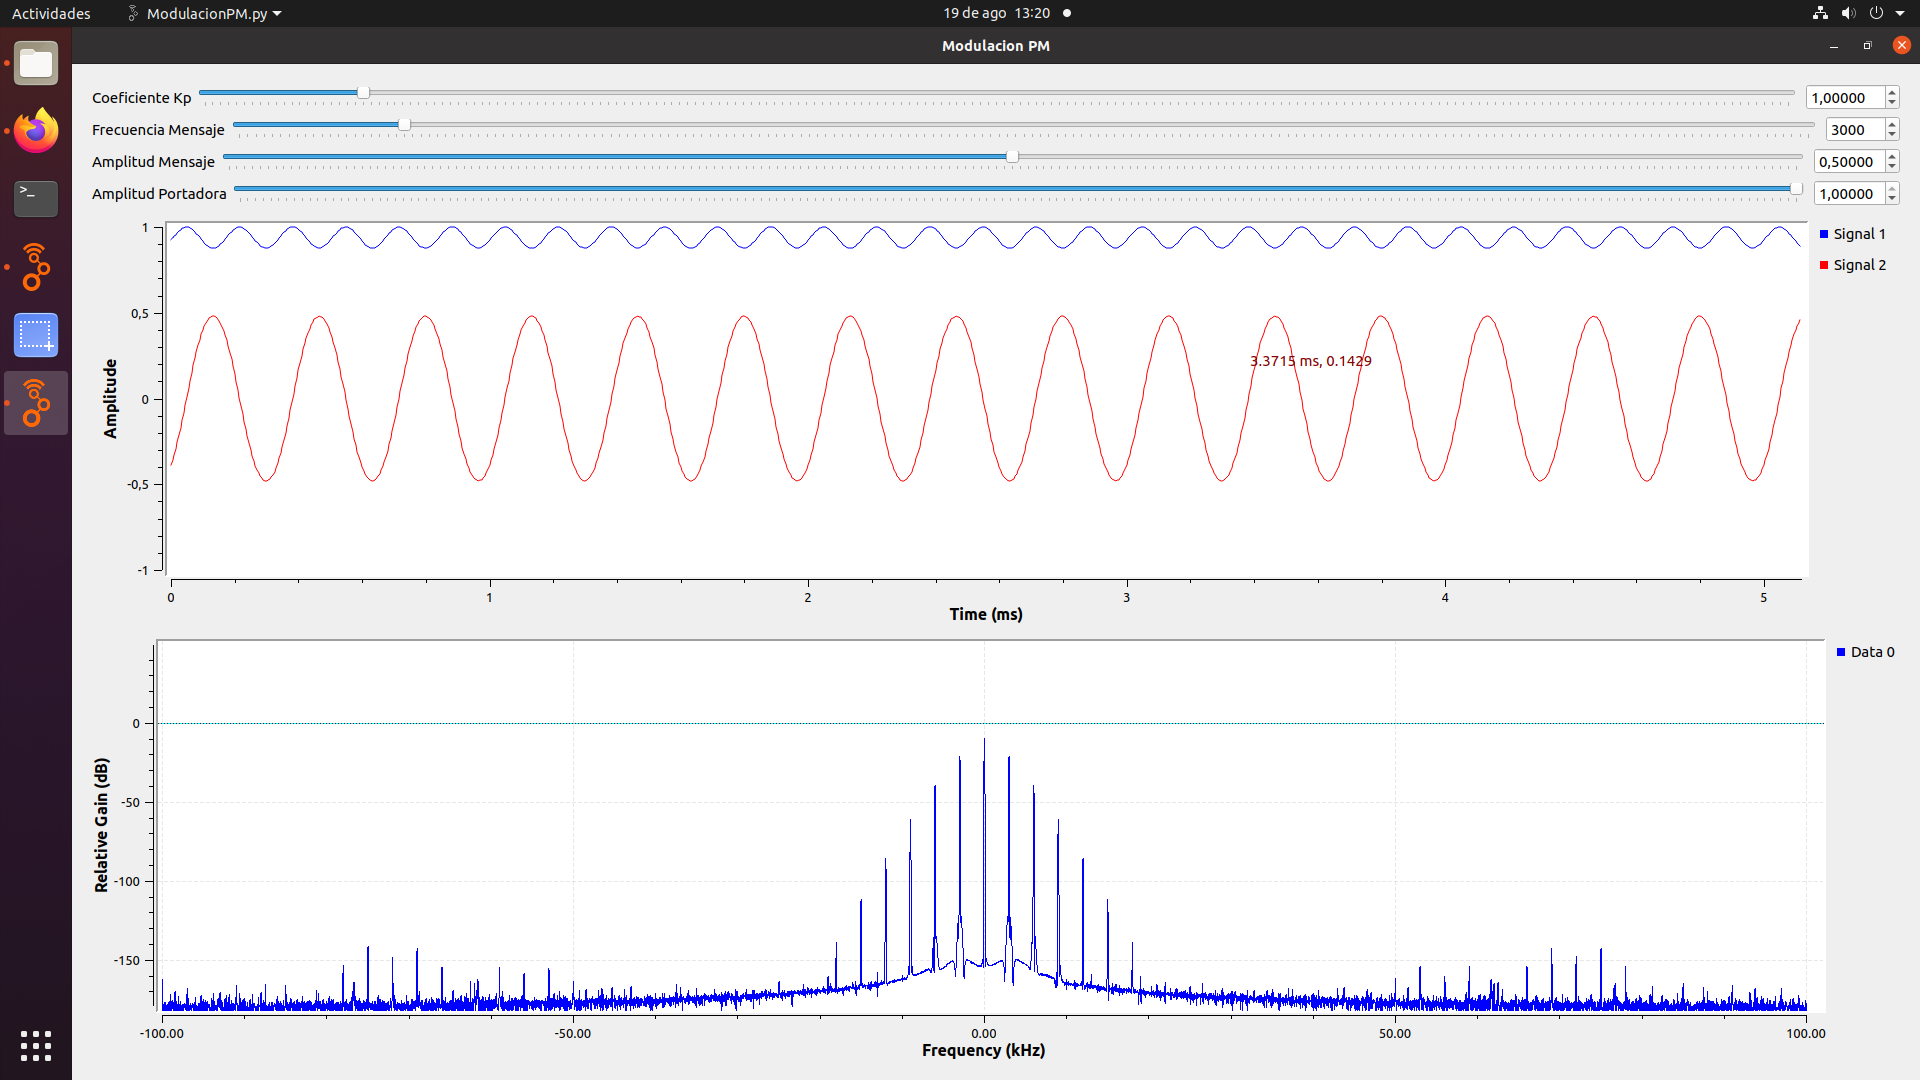 Actividades ModulacionPM.py 19 de ago 13:20
Modulacion PM
Coeficiente Kp 1,00000
Frecuencia Mensaje 3000
Amplitud Mensaje 0,50000
Amplitud Portadora 1,00000
1
0,5
0
-0,5
-1
Amplitude
Signal 1
Signal 2
3.3715 ms, 0.1429
0 1 2 3 4 5
Time (ms)
Data 0
0
-50
-100
-150
Relative Gain (dB)
-100.00 -50.00 0.00 50.00 100.00
Frequency (kHz)